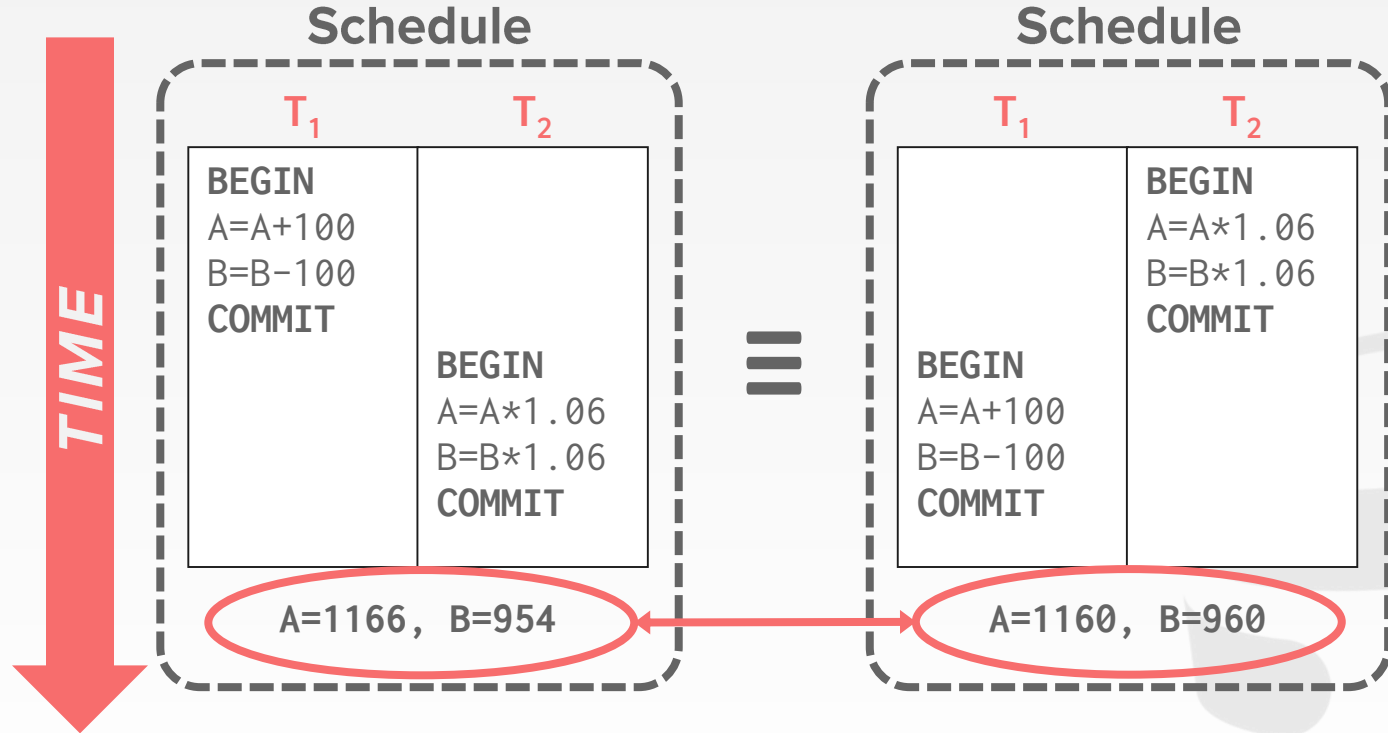 Schedule
Schedule
TIME
T₁ T₂
BEGIN
A=A+100
B=B-100
COMMIT
BEGIN
A=A*1.06
B=B*1.06
COMMIT
A=1166, B=954
≡
T₁ T₂
BEGIN
A=A*1.06
B=B*1.06
COMMIT
BEGIN
A=A+100
B=B-100
COMMIT
A=1160, B=960